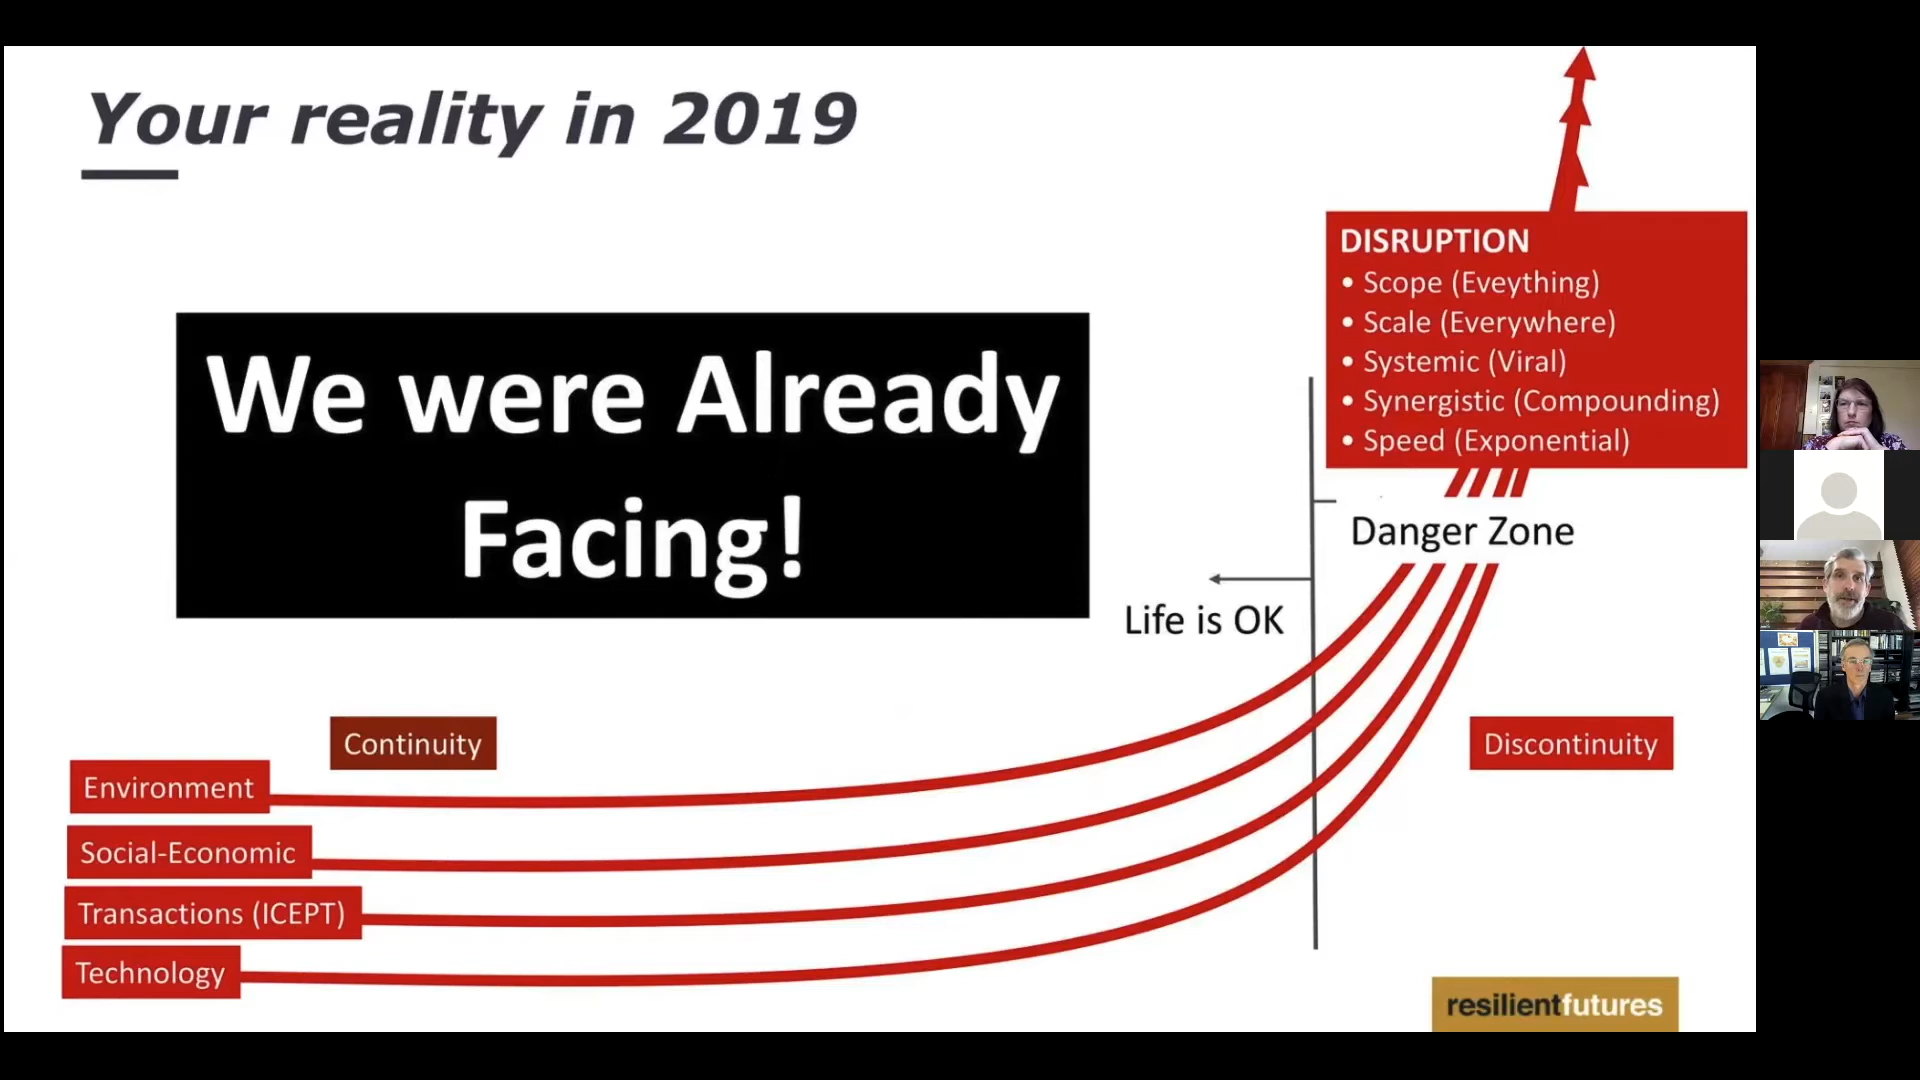 Your reality in 2019
We were Already
Facing!
DISRUPTION
• Scope (Eveything)
• Scale (Everywhere)
• Systemic (Viral)
• Synergistic (Compounding)
• Speed (Exponential)
Danger Zone
Life is OK
Continuity
Discontinuity
Environment
Social-Economic
Transactions (ICEPT)
Technology
resilientfutures